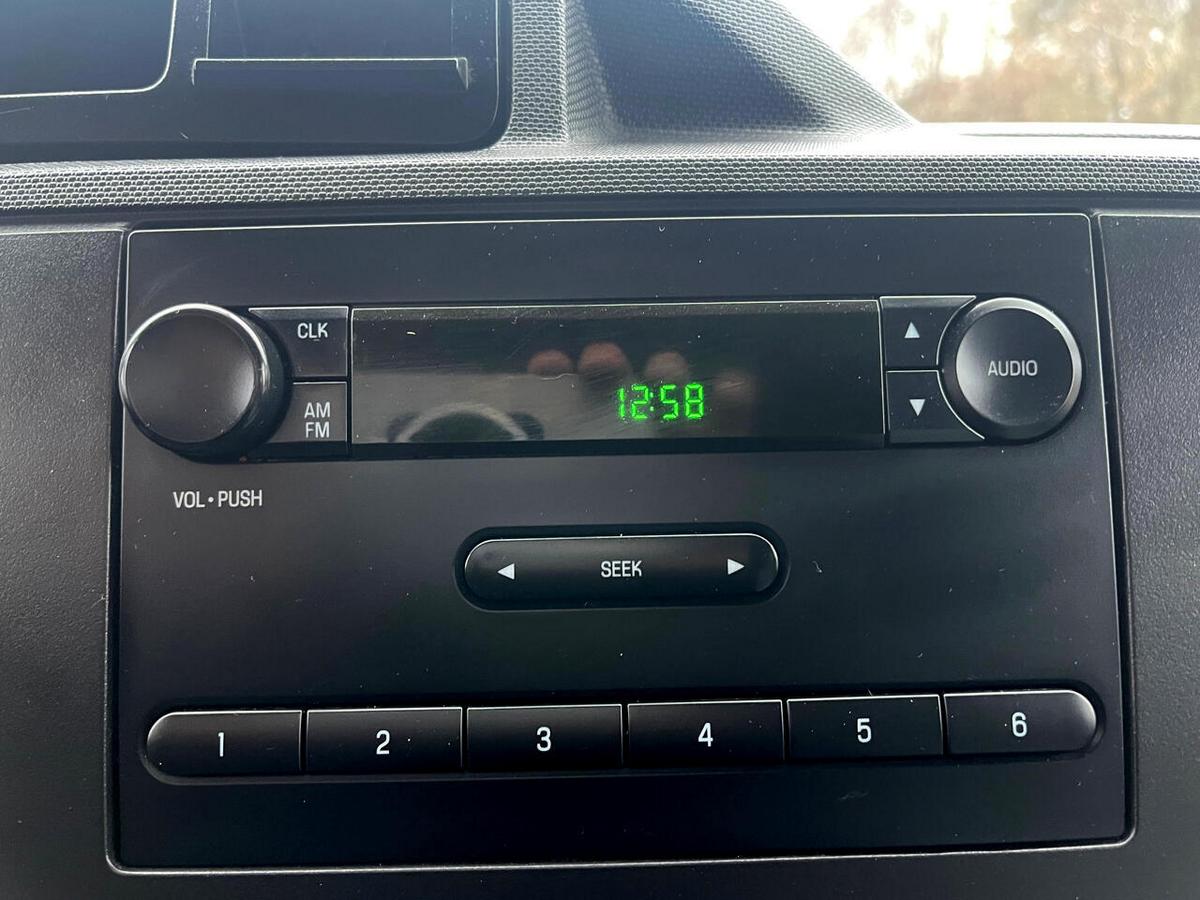 CLK
AM
FM
12:58
▲
▼
AUDIO
VOL•PUSH
◀ SEEK ▶
1 2 3 4 5 6